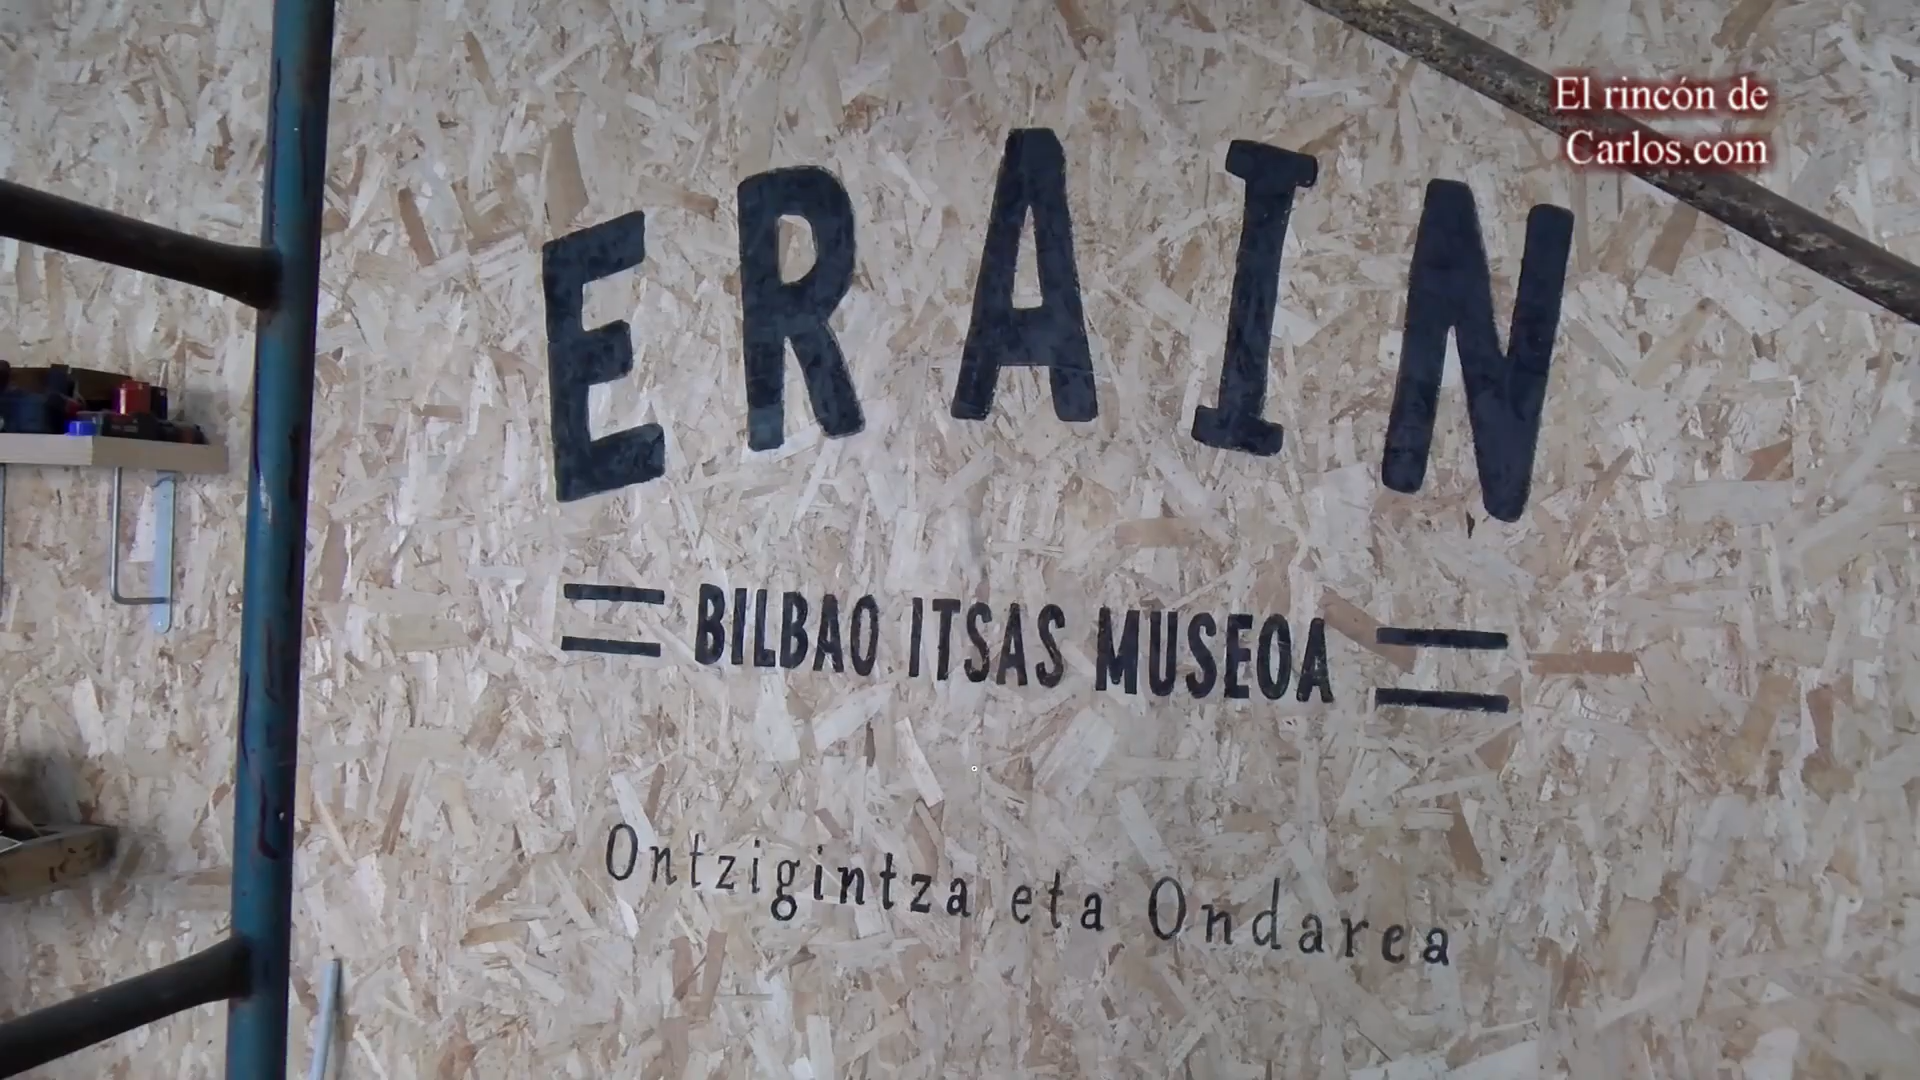 El rincón de
Carlos.com
ERAIN
BILBAO ITSAS MUSEOA
Ontzigintza eta Ondarea